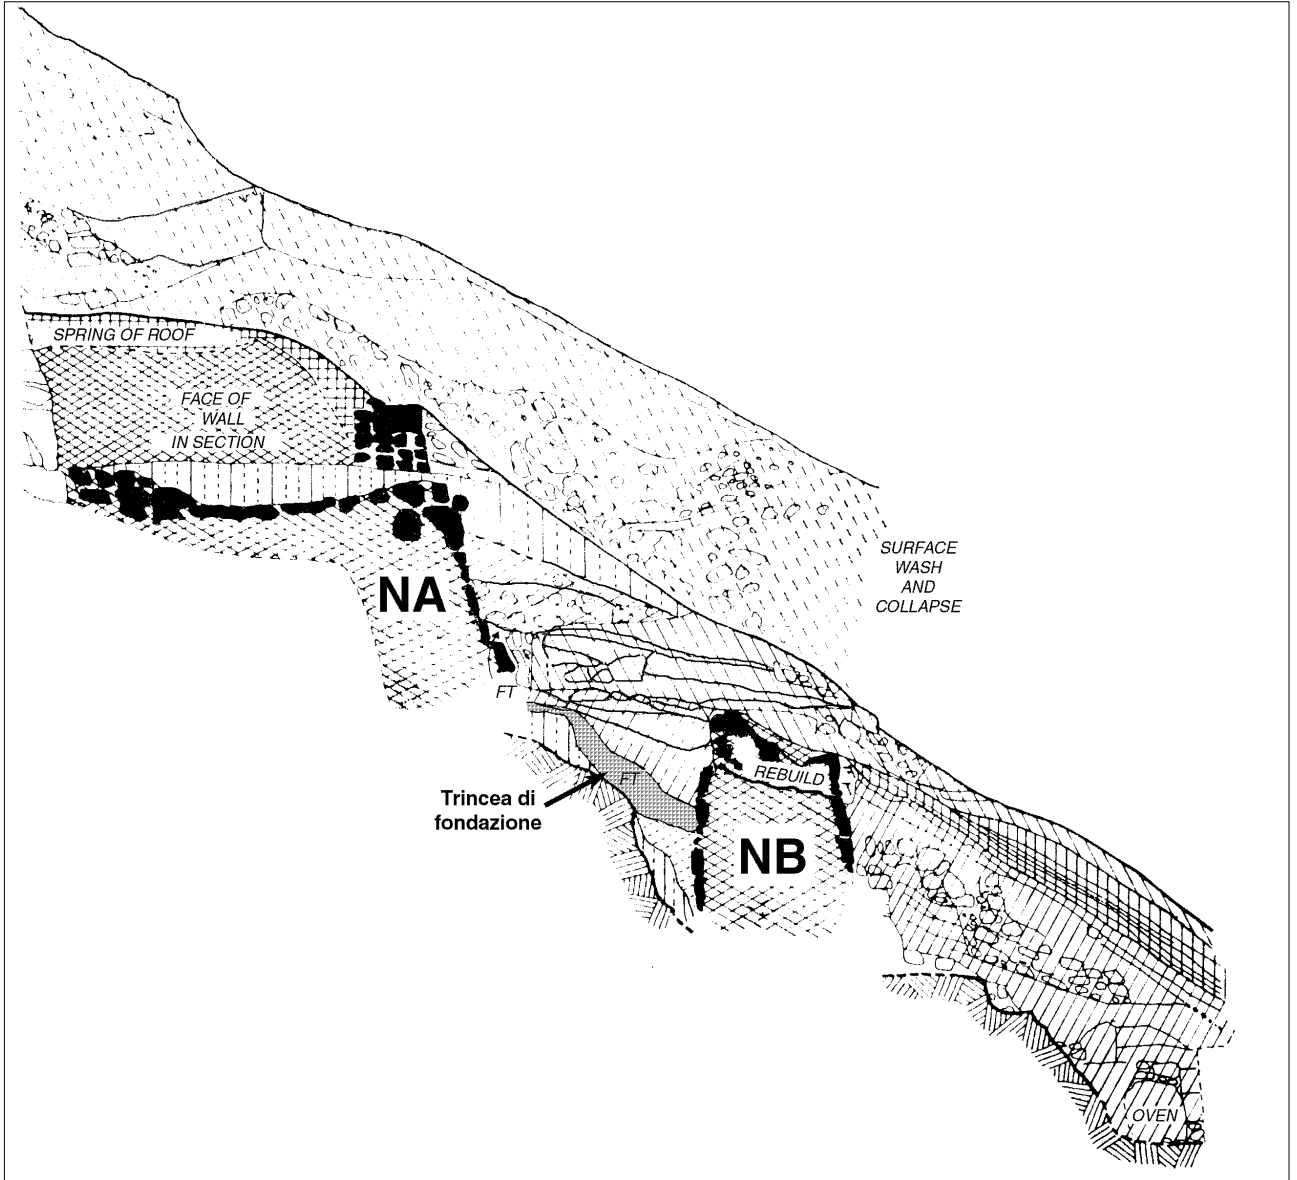 SPRING OF ROOF
FACE OF
WALL
IN SECTION
SURFACE
WASH
AND
COLLAPSE
NA
FT
REBUILD
FT
Trincea di
fondazione
NB
OVEN